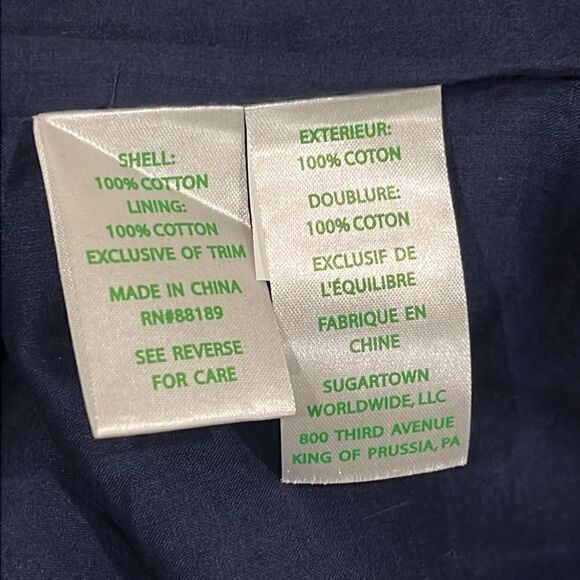 SHELL:
100% COTTON
LINING:
100% COTTON
EXCLUSIVE OF TRIM
MADE IN CHINA
RN#88189
SEE REVERSE
FOR CARE
EXTERIEUR:
100% COTON
DOUBLURE:
100% COTON
EXCLUSIF DE
L'ÉQUILIBRE
FABRIQUE EN
CHINE
SUGARTOWN
WORLDWIDE, LLC
800 THIRD AVENUE
KING OF PRUSSIA, PA